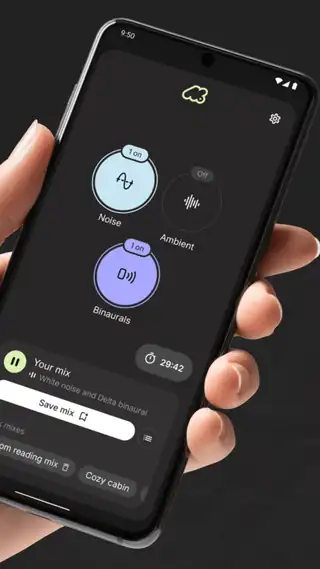 9:50
1 on
Off
Noise
Ambient
1 on
Binaurals
29:42
Your mix
White noise and Delta binaural
Save mix
mixes
om reading mix
Cozy cabin